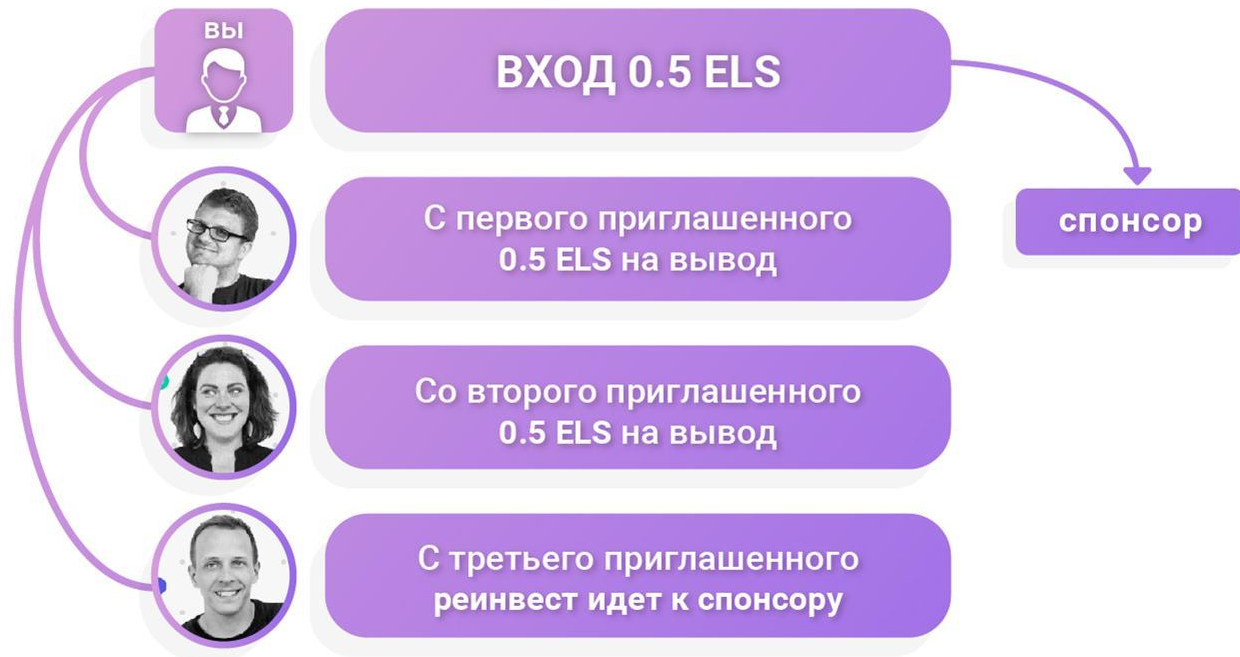 ВЫ
ВХОД 0.5 ELS
С первого приглашенного
0.5 ELS на вывод
спонсор
Со второго приглашенного
0.5 ELS на вывод
С третьего приглашенного
реинвест идет к спонсору